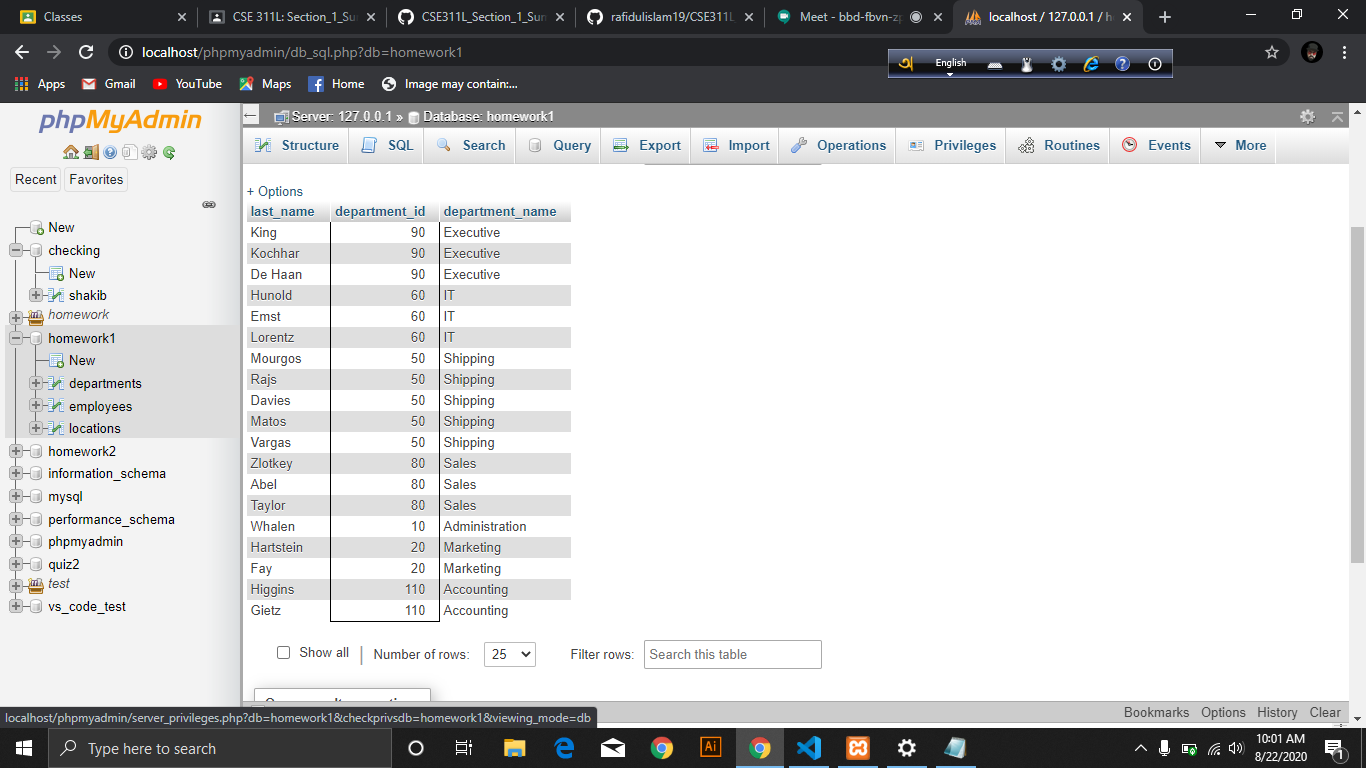 Classes
CSE 311L: Section_1_Sur
CSE311L_Section_1_Sum
rafidulislam19/CSE311L
Meet - bbd-fbvn-zp
localhost / 127.0.0.1 / h
localhost/phpmyadmin/db_sql.php?db=homework1
English
Apps
Gmail
YouTube
Maps
Home
Image may contain:...
phpMyAdmin
Recent
Favorites
New
checking
New
shakib
homework
homework1
New
departments
employees
locations
homework2
information_schema
mysql
performance_schema
phpmyadmin
quiz2
test
vs_code_test
Server: 127.0.0.1 » Database: homework1
Structure
SQL
Search
Query
Export
Import
Operations
Privileges
Routines
Events
More
+ Options
last_name department_id department_name
King 90 Executive
Kochhar 90 Executive
De Haan 90 Executive
Hunold 60 IT
Ernst 60 IT
Lorentz 60 IT
Mourgos 50 Shipping
Rajs 50 Shipping
Davies 50 Shipping
Matos 50 Shipping
Vargas 50 Shipping
Zlotkey 80 Sales
Abel 80 Sales
Taylor 80 Sales
Whalen 10 Administration
Hartstein 20 Marketing
Fay 20 Marketing
Higgins 110 Accounting
Gietz 110 Accounting
Show all
Number of rows: 25
Filter rows: Search this table
localhost/phpmyadmin/server_privileges.php?db=homework1&checkprivsdb=homework1&viewing_mode=db
Bookmarks Options History Clear
Type here to search
Ai
10:01 AM
8/22/2020
1